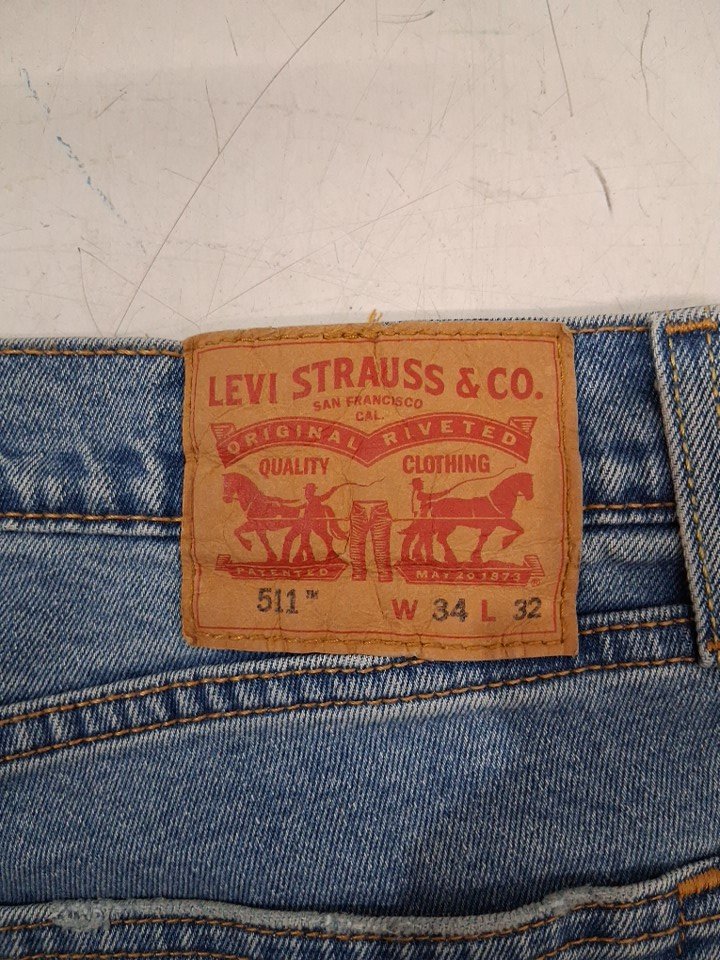 LEVI STRAUSS & CO.
SAN FRANCISCO
CAL.
ORIGINAL RIVETED
QUALITY CLOTHING
PATENTED MAY 20 1873 ®
511™ W 34 L 32